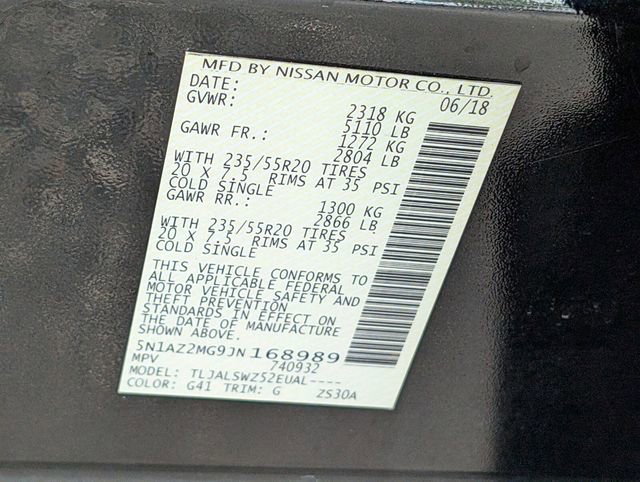 MFD BY NISSAN MOTOR CO., LTD.
DATE: 06/18
GVWR: 2318 KG
5110 LB
GAWR FR.: 1272 KG
2804 LB
WITH 235/55R20 TIRES
20 X 7.5 RIMS AT 35 PSI
COLD SINGLE
GAWR RR.: 1300 KG
2866 LB
WITH 235/55R20 TIRES
20 X 7.5 RIMS AT 35 PSI
COLD SINGLE
THIS VEHICLE CONFORMS TO
ALL APPLICABLE FEDERAL
MOTOR VEHICLE SAFETY AND
THEFT PREVENTION
STANDARDS IN EFFECT ON
THE DATE OF MANUFACTURE
SHOWN ABOVE.
5N1AZ2MG9JN168989
MPV 740932
MODEL: TLJALSWZ52EUAL----
COLOR: G41 TRIM: G ZS30A